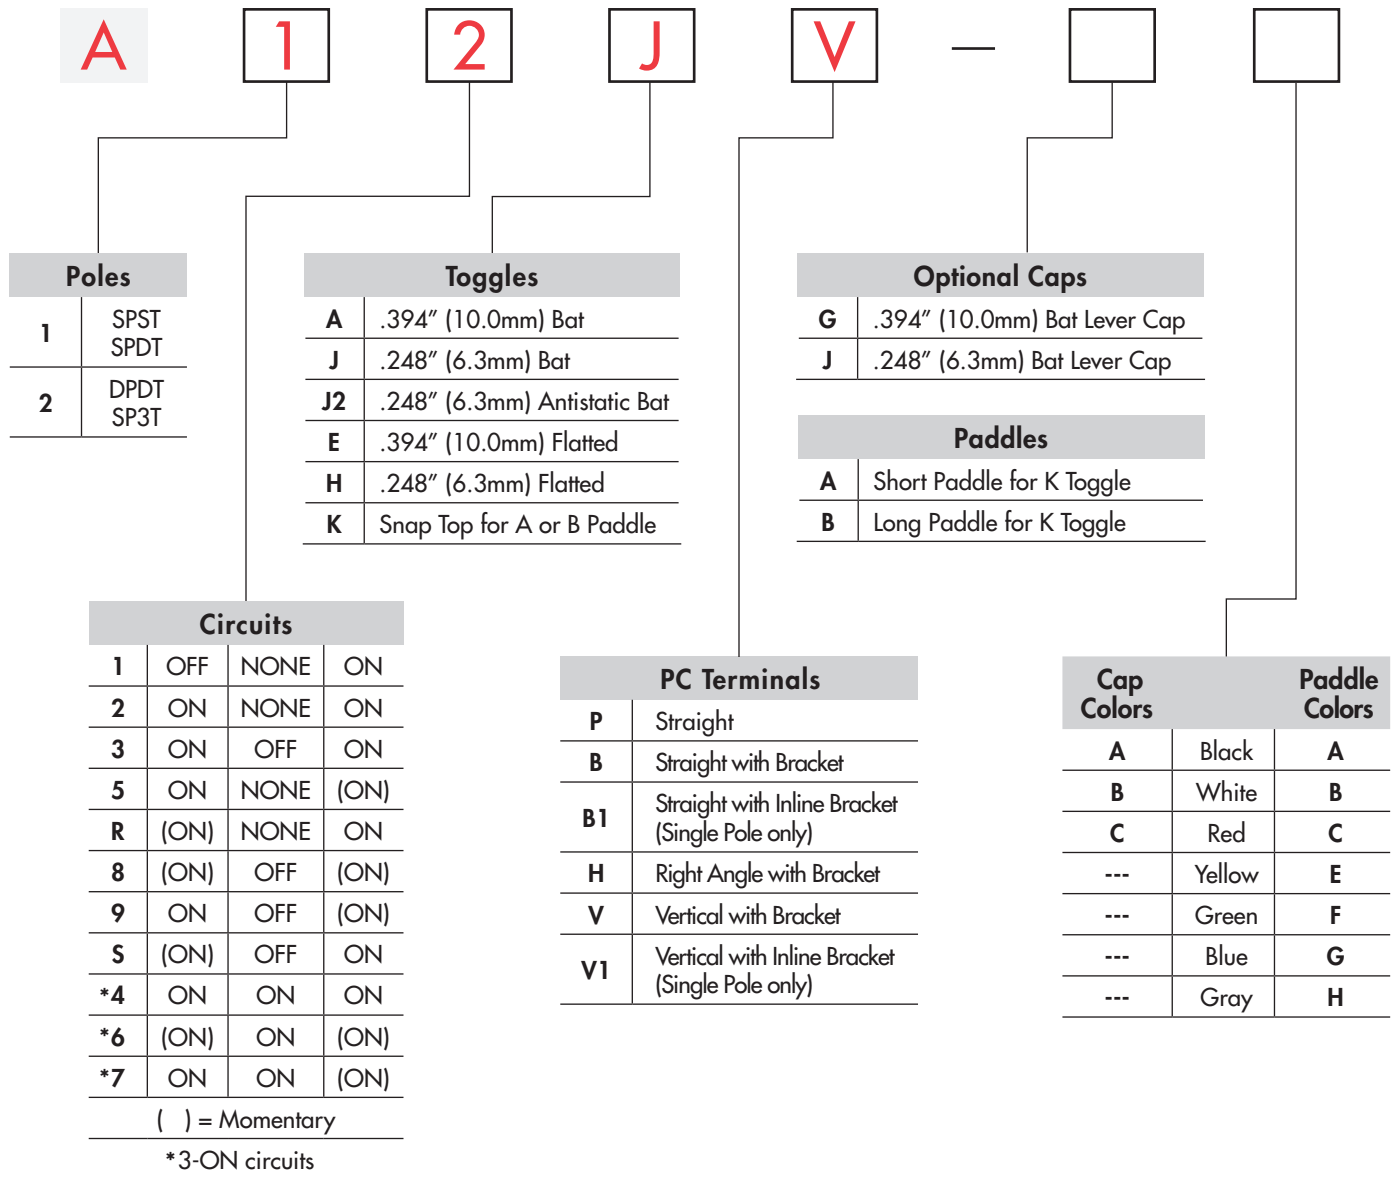 A 1 2 J V —
Poles
1 SPST SPDT
2 DPDT SP3T
Toggles
A .394" (10.0mm) Bat
J .248" (6.3mm) Bat
J2 .248" (6.3mm) Antistatic Bat
E .394" (10.0mm) Flatted
H .248" (6.3mm) Flatted
K Snap Top for A or B Paddle
Optional Caps
G .394" (10.0mm) Bat Lever Cap
J .248" (6.3mm) Bat Lever Cap
Paddles
A Short Paddle for K Toggle
B Long Paddle for K Toggle
Circuits
1 OFF NONE ON
2 ON NONE ON
3 ON OFF ON
5 ON NONE (ON)
R (ON) NONE ON
8 (ON) OFF (ON)
9 ON OFF (ON)
S (ON) OFF ON
*4 ON ON ON
*6 (ON) ON (ON)
*7 ON ON (ON)
( ) = Momentary
*3-ON circuits
PC Terminals
P Straight
B Straight with Bracket
B1 Straight with Inline Bracket
(Single Pole only)
H Right Angle with Bracket
V Vertical with Bracket
V1 Vertical with Inline Bracket
(Single Pole only)
Cap Colors Paddle Colors
A Black A
B White B
C Red C
--- Yellow E
--- Green F
--- Blue G
--- Gray H